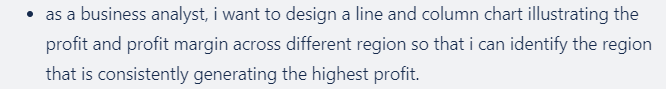 • as a business analyst, i want to design a line and column chart illustrating the
profit and profit margin across different region so that i can identify the region
that is consistently generating the highest profit.